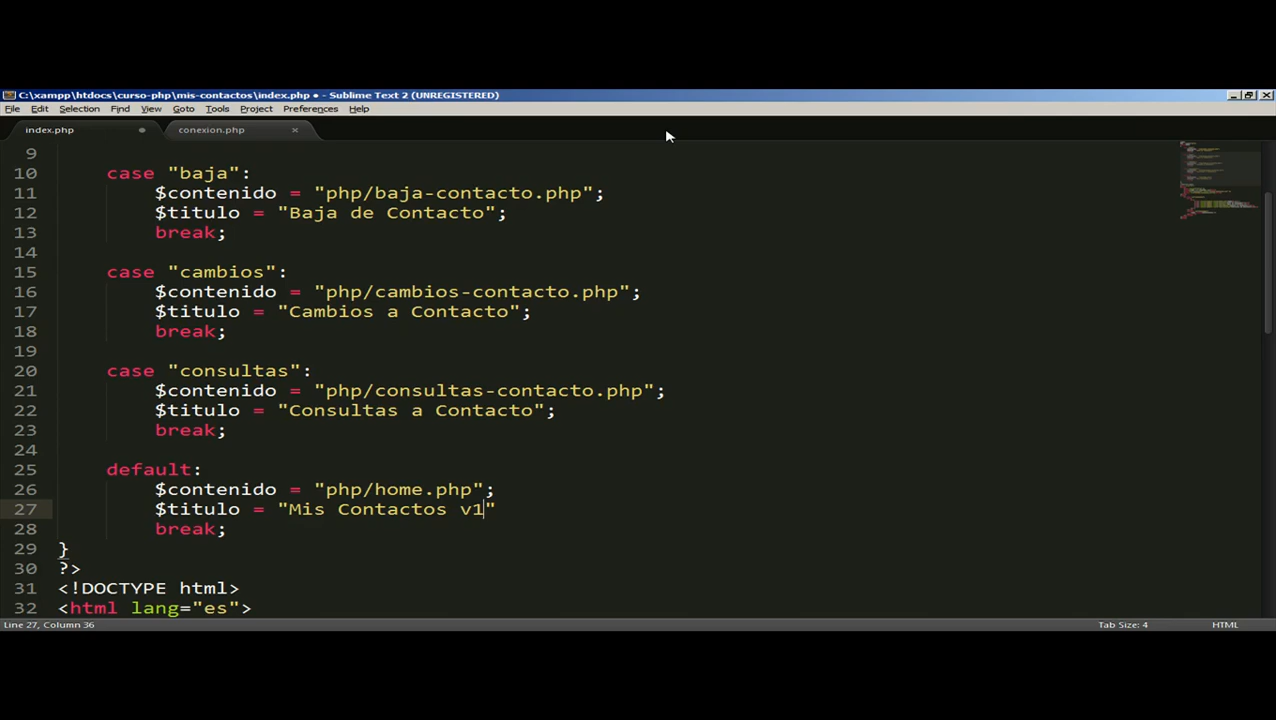 C:\xampp\htdocs\curso-php\mis-contactos\index.php • - Sublime Text 2 (UNREGISTERED)
File Edit Selection Find View Goto Tools Project Preferences Help
index.php conexion.php
9
10 case "baja":
11 $contenido = "php/baja-contacto.php";
12 $titulo = "Baja de Contacto";
13 break;
14
15 case "cambios":
16 $contenido = "php/cambios-contacto.php";
17 $titulo = "Cambios a Contacto";
18 break;
19
20 case "consultas":
21 $contenido = "php/consultas-contacto.php";
22 $titulo = "Consultas a Contacto";
23 break;
24
25 default:
26 $contenido = "php/home.php";
27 $titulo = "Mis Contactos v1"
28 break;
29 }
30 ?>
31 <!DOCTYPE html>
32 <html lang="es">
Line 27, Column 36 Tab Size: 4 HTML